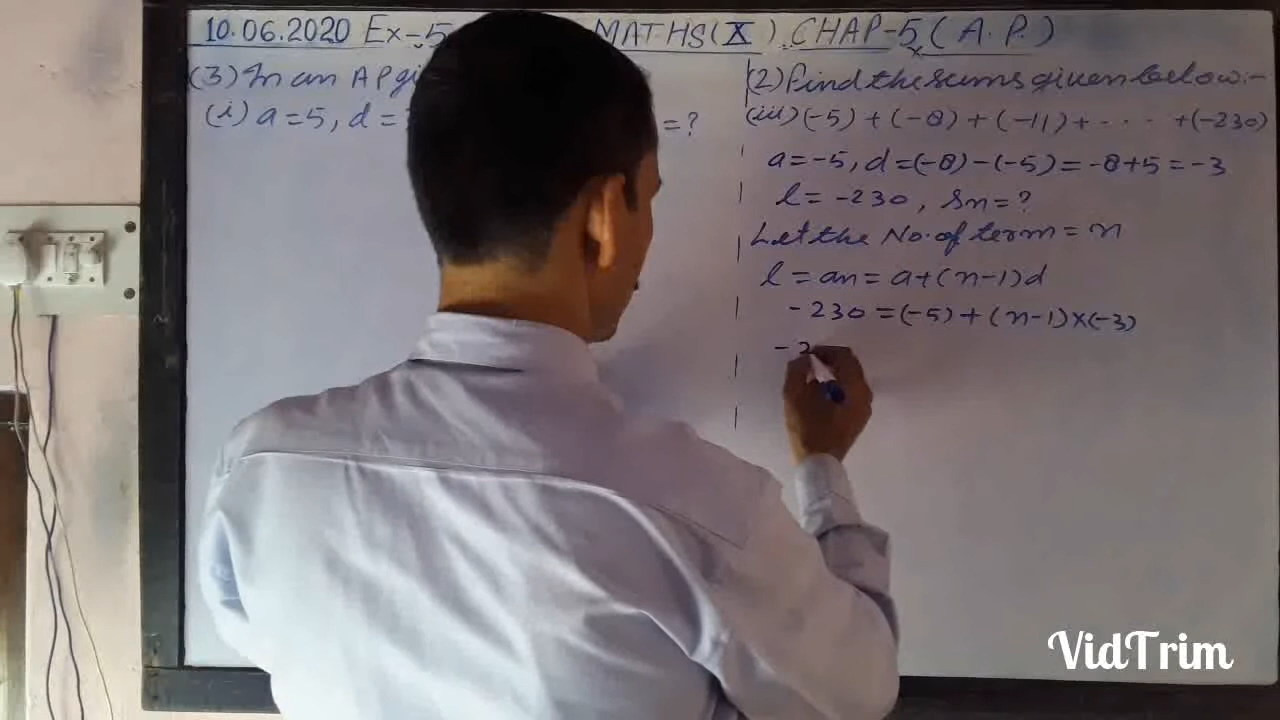 10.06.2020 Ex-5 MATHS(X) CHAP-5(A.P.)
(3) In an AP gi
(i) a=5, d= =?
(2) Find the sums given below:-
(iii) (-5) + (-8) + (-11) + · · · · +(-230)
a=-5, d=(-8)-(-5)=-8+5=-3
l=-230, Sn=?
Let the No. of term = n
l = an = a+(n-1)d
-230 =(-5)+(n-1)×(-3)
-2
VidTrim